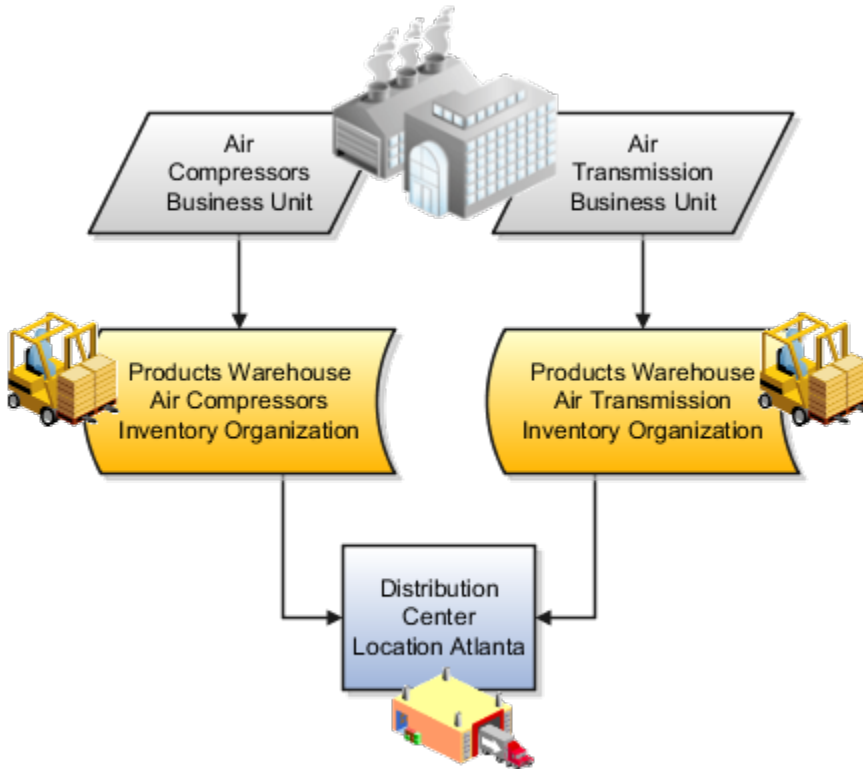 Air
Compressors
Business Unit
Air
Transmission
Business Unit
Products Warehouse
Air Compressors
Inventory Organization
Products Warehouse
Air Transmission
Inventory Organization
Distribution
Center
Location Atlanta